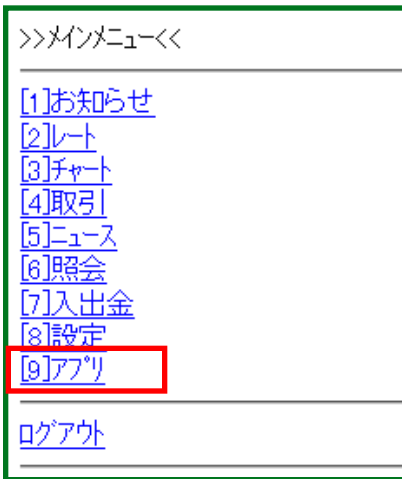 >>ﾒｲﾝﾒﾆｭｰ<<
[1]お知らせ
[2]ﾚｰﾄ
[3]ﾁｬｰﾄ
[4]取引
[5]ﾆｭｰｽ
[6]照会
[7]入出金
[8]設定
[9]ｱﾌﾟﾘ
ﾛｸﾞｱｳﾄ